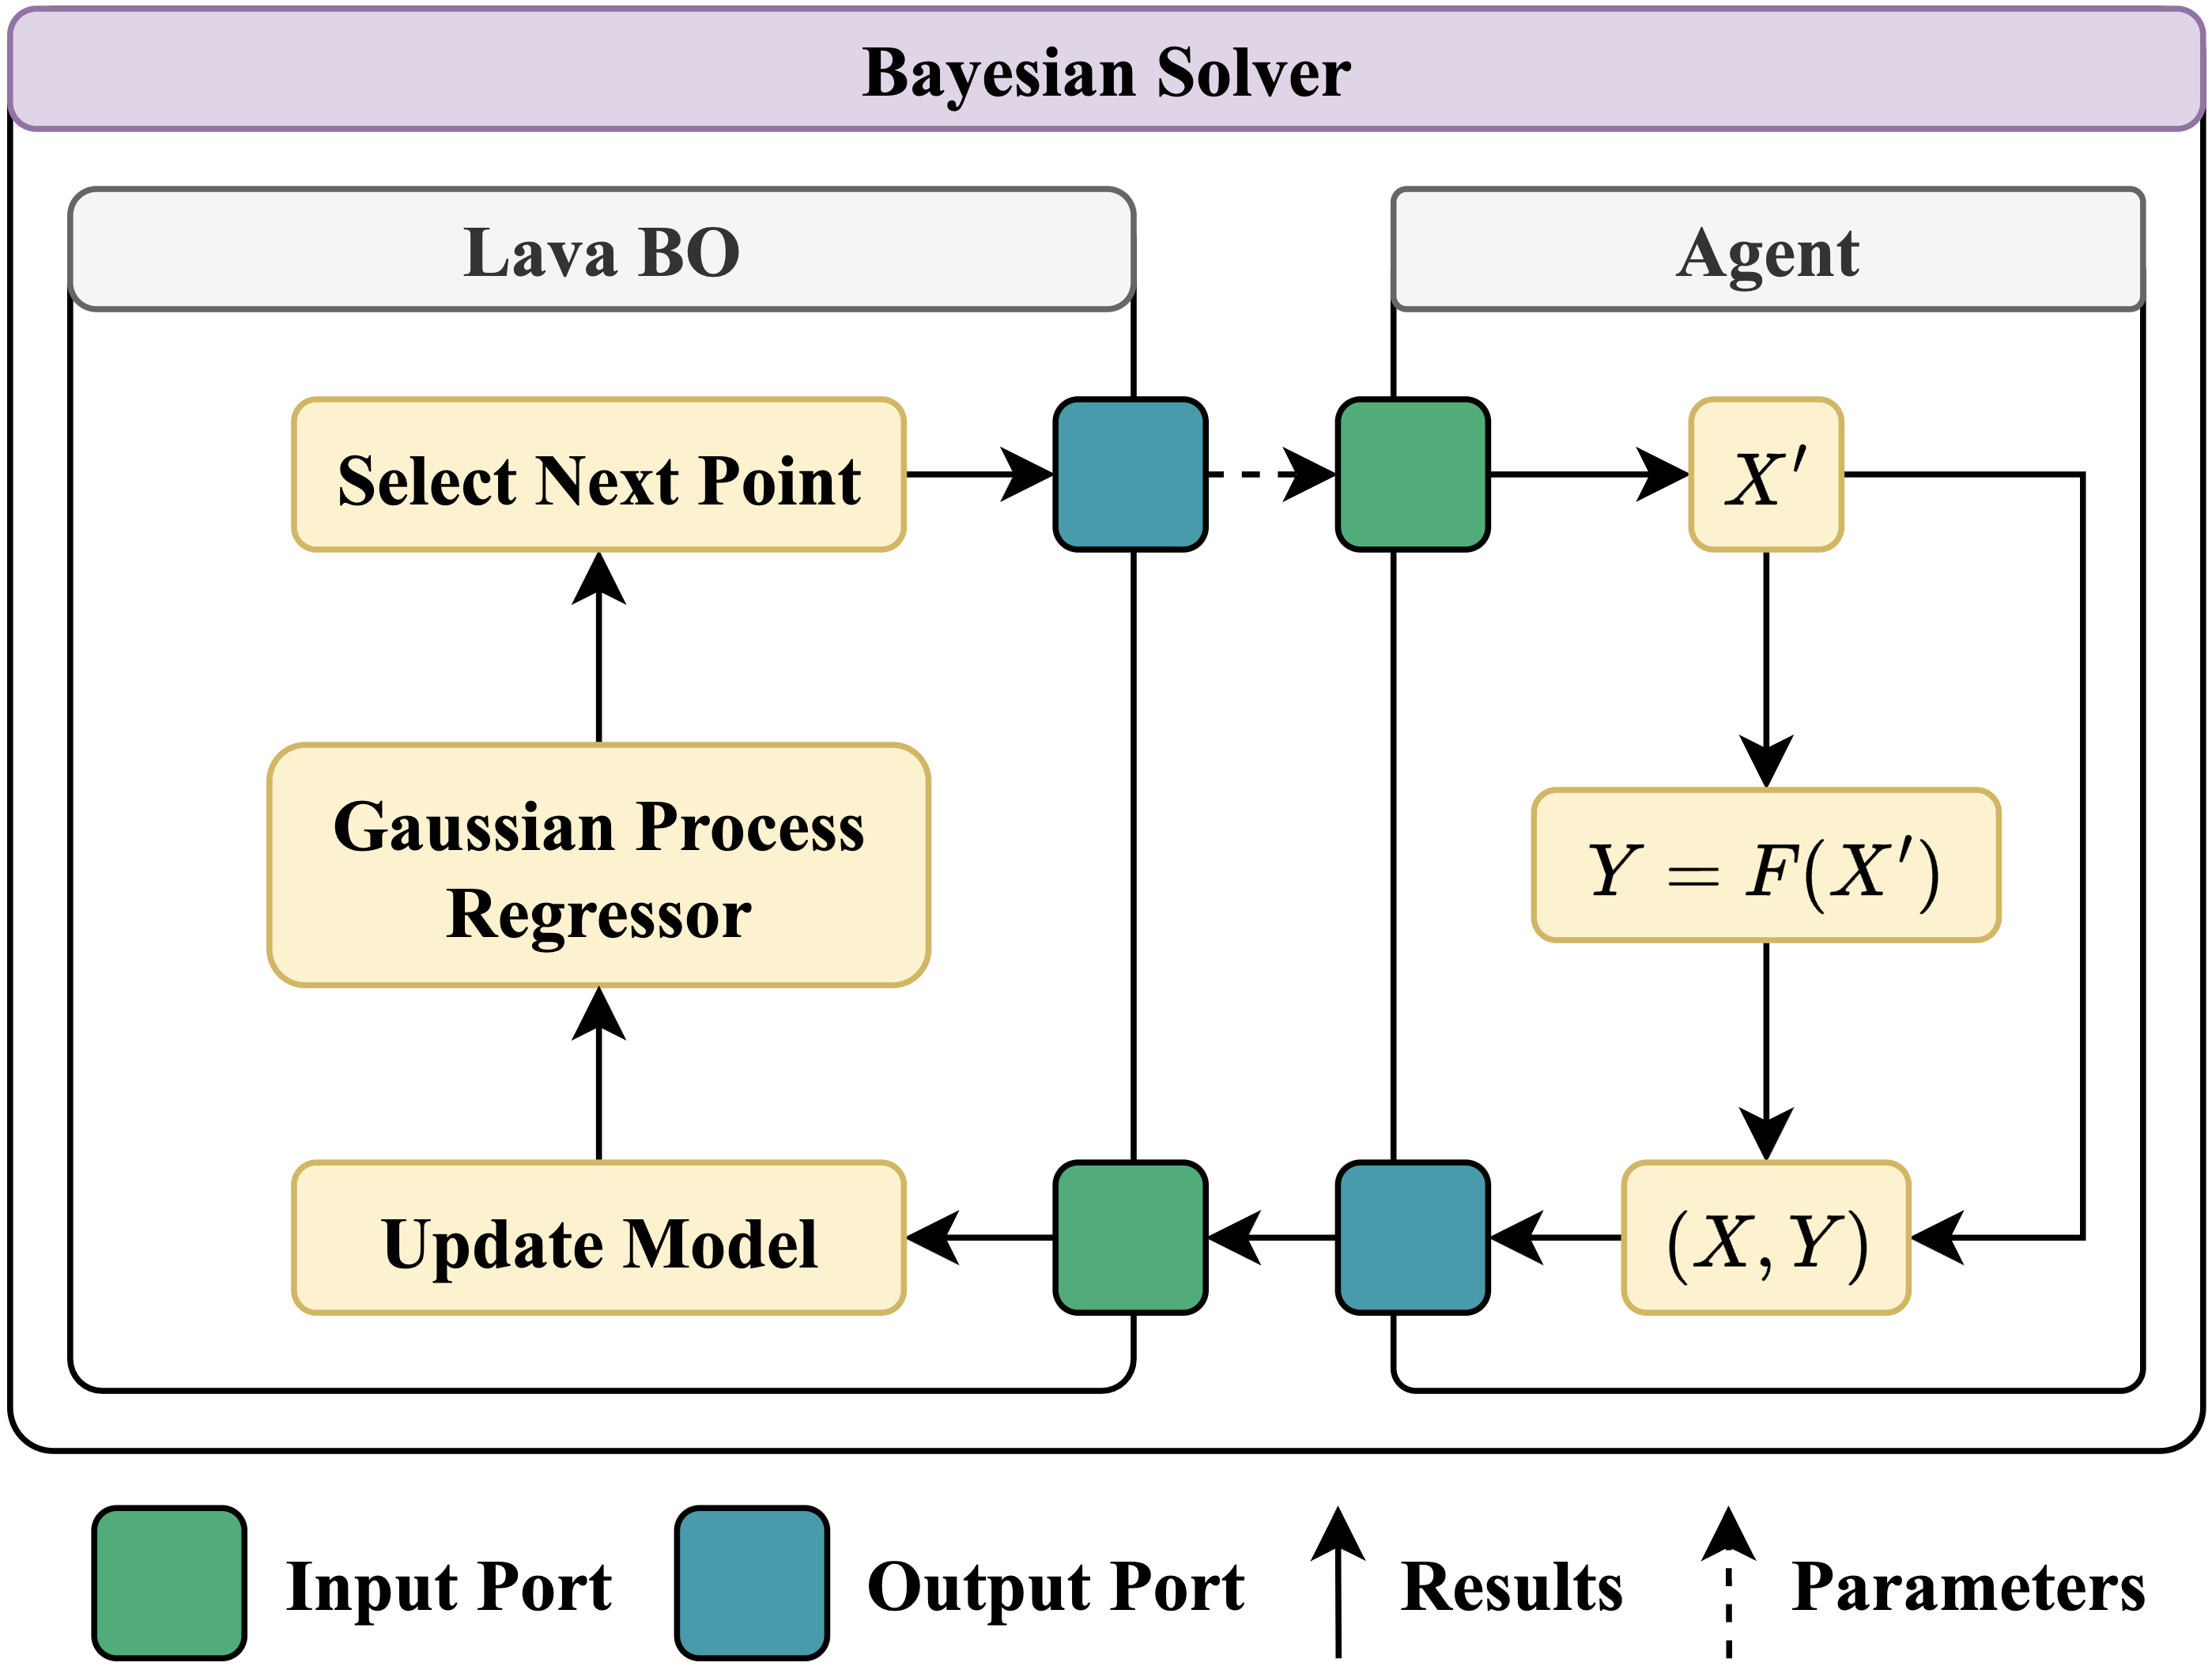 Bayesian Solver
Lava BO
Agent
Select Next Point
X′
Gaussian Process
Regressor
Y = F(X′)
Update Model
(X, Y)
Input Port
Output Port
Results
Parameters